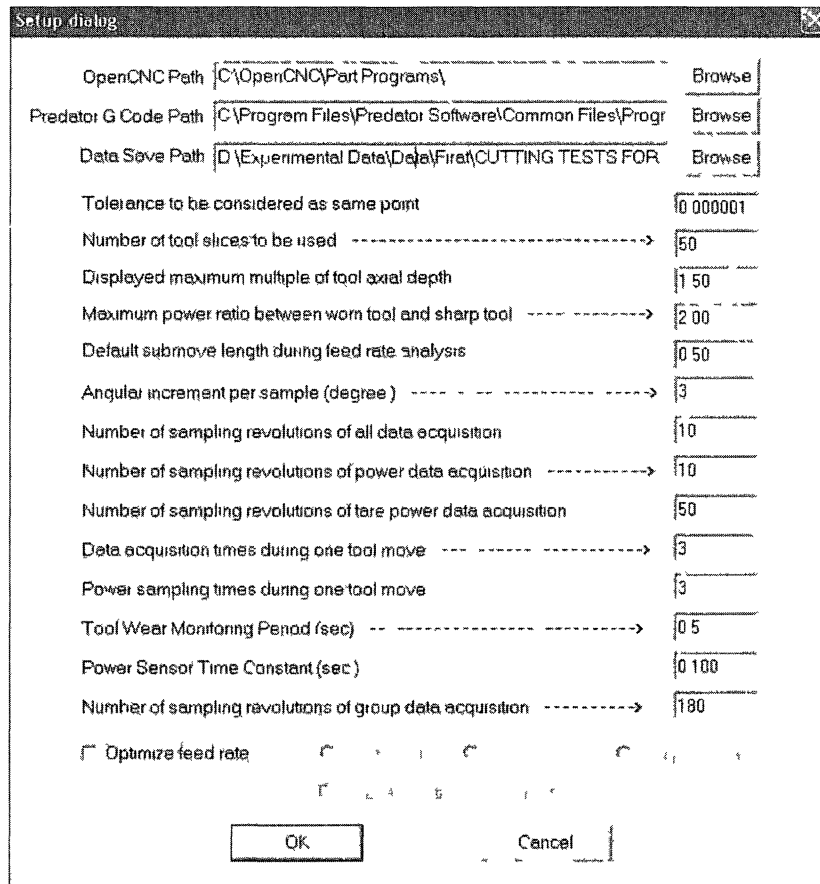 Setup dialog
OpenCNC Path C:\OpenCNC\Part Programs\ Browse
Predator G Code Path C:\Program Files\Predator Software\Common Files\Progr Browse
Data Save Path D:\Experimental Data\Data\Firat\CUTTING TESTS FOR Browse
Tolerance to be considered as same point 0.000001
Number of tool slices to be used 50
Displayed maximum multiple of tool axial depth 1.50
Maximum power ratio between worn tool and sharp tool 2.00
Default submove length during feed rate analysis 0.50
Angular increment per sample (degree) 3
Number of sampling revolutions of all data acquisition 10
Number of sampling revolutions of power data acquisition 10
Number of sampling revolutions of tare power data acquisition 50
Data acquisition times during one tool move 3
Power sampling times during one tool move 3
Tool Wear Monitoring Period (sec) 0.5
Power Sensor Time Constant (sec) 0.100
Number of sampling revolutions of group data acquisition 180
Optimize feed rate
OK Cancel